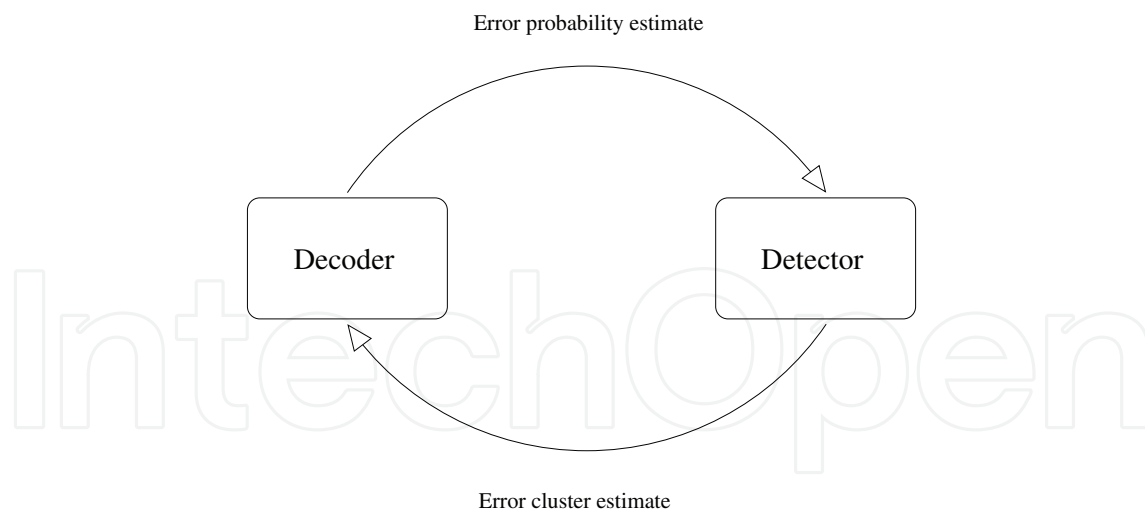 Error probability estimate
Decoder
Detector
IntechOpen
Error cluster estimate